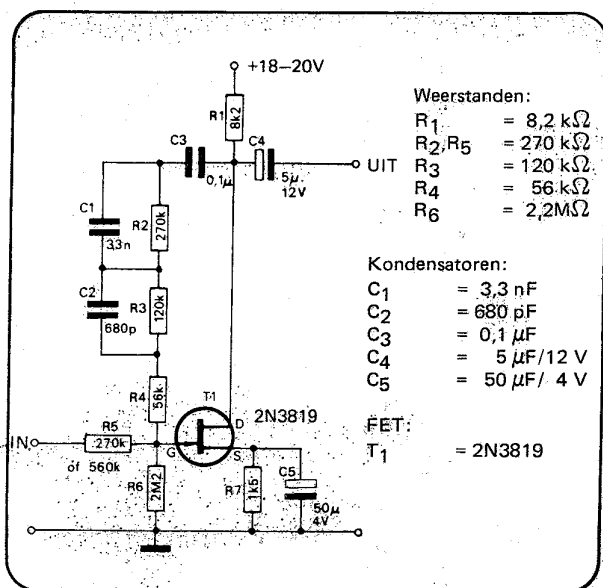 +18–20V
R1
8k2
C3
0,1µ
C4
5µ
12V
UIT
C1
3,3n
R2
270k
C2
680p
R3
120k
R4
56k
T1
2N3819
D
G
S
IN
R5
270k
óf 560k
R6
2M2
R7
1k5
C5
50µ
4V
Weerstanden:
R1 = 8,2 kΩ
R2,R5 = 270 kΩ
R3 = 120 kΩ
R4 = 56 kΩ
R6 = 2,2MΩ
Kondensatoren:
C1 = 3,3 nF
C2 = 680 pF
C3 = 0,1 µF
C4 = 5 µF/12 V
C5 = 50 µF/ 4 V
FET:
T1 = 2N3819